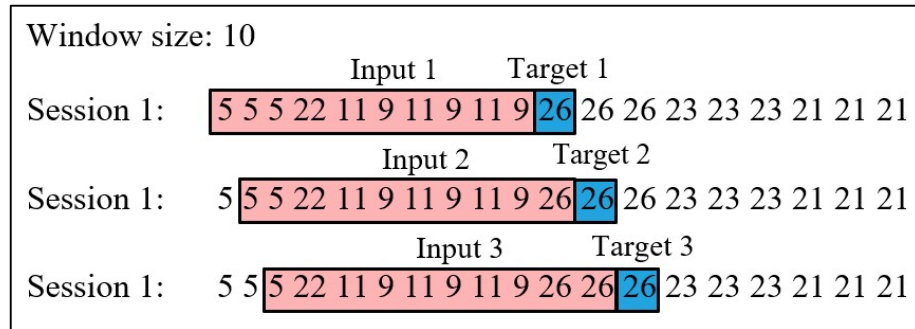 Window size: 10
Input 1 Target 1
Session 1: 5 5 5 22 11 9 11 9 11 9 26 26 26 23 23 23 21 21 21
Input 2 Target 2
Session 1: 5 5 5 22 11 9 11 9 11 9 26 26 26 23 23 23 21 21 21
Input 3 Target 3
Session 1: 5 5 5 22 11 9 11 9 11 9 26 26 26 23 23 23 21 21 21